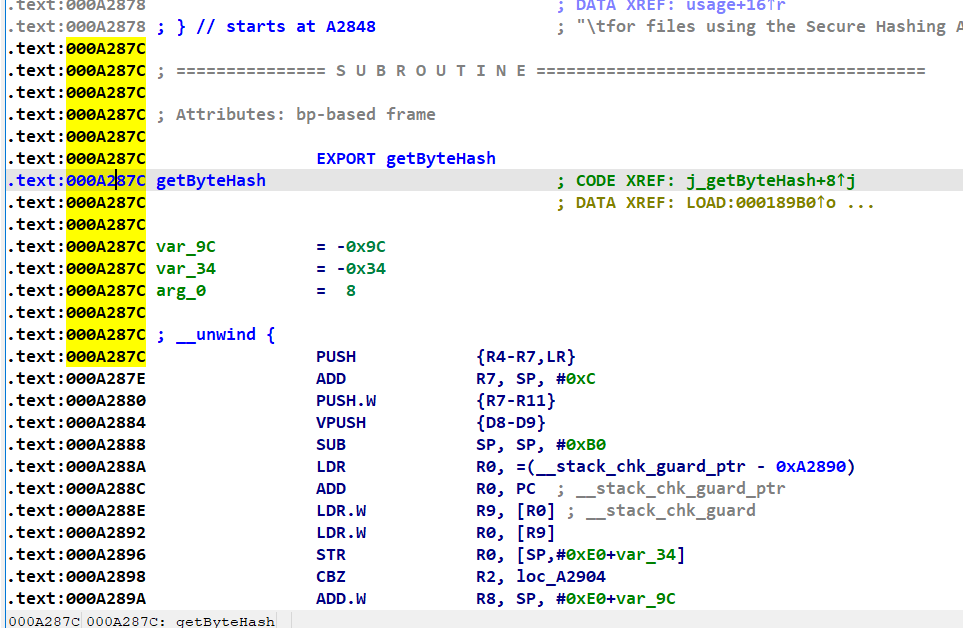 .text:000A2878 ; DATA XREF: usage+16↑r
.text:000A2878 ; } // starts at A2848 ; "\tfor files using the Secure Hashing A
.text:000A287C
.text:000A287C ; =============== S U B R O U T I N E =======================================
.text:000A287C
.text:000A287C ; Attributes: bp-based frame
.text:000A287C
.text:000A287C EXPORT getByteHash
.text:000A287C getByteHash ; CODE XREF: j_getByteHash+8↑j
.text:000A287C ; DATA XREF: LOAD:000189B0↑o ...
.text:000A287C
.text:000A287C var_9C = -0x9C
.text:000A287C var_34 = -0x34
.text:000A287C arg_0 = 8
.text:000A287C
.text:000A287C ; __unwind {
.text:000A287C PUSH {R4-R7,LR}
.text:000A287E ADD R7, SP, #0xC
.text:000A2880 PUSH.W {R7-R11}
.text:000A2884 VPUSH {D8-D9}
.text:000A2888 SUB SP, SP, #0xB0
.text:000A288A LDR R0, =(__stack_chk_guard_ptr - 0xA2890)
.text:000A288C ADD R0, PC ; __stack_chk_guard_ptr
.text:000A288E LDR.W R9, [R0] ; __stack_chk_guard
.text:000A2892 LDR.W R0, [R9]
.text:000A2896 STR R0, [SP,#0xE0+var_34]
.text:000A2898 CBZ R2, loc_A2904
.text:000A289A ADD.W R8, SP, #0xE0+var_9C
000A287C 000A287C: getByteHash